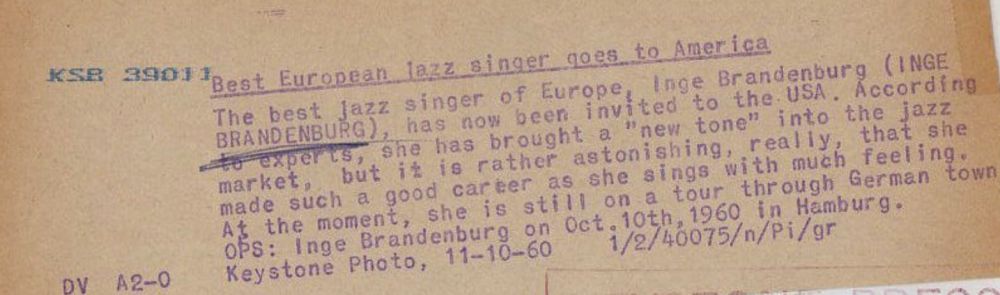 KSR 39011
Best European jazz singer goes to America
The best jazz singer of Europe, Inge Brandenburg (INGE
BRANDENBURG), has now been invited to the USA. According
to experts, she has brought a "new tone" into the jazz
market, but it is rather astonishing, really, that she
made such a good career as she sings with much feeling.
At the moment, she is still on a tour through German town
OPS: Inge Brandenburg on Oct.10th,1960 in Hamburg.
Keystone Photo, 11-10-60 1/2/40075/n/Pi/gr
DV A2-0